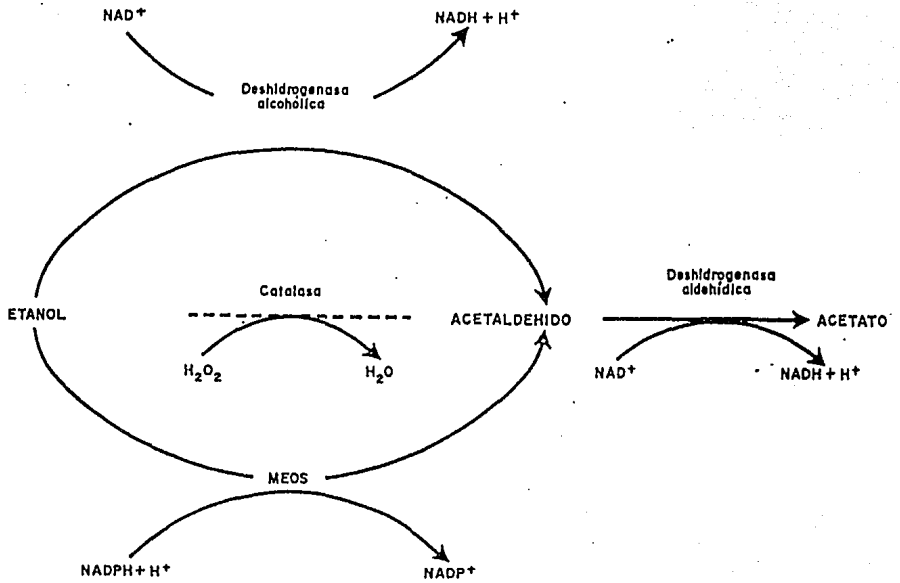 NAD+
NADH + H+
Deshidrogenasa
alcohólica
Catalasa
Deshidrogenasa
aldehídica
ETANOL
ACETALDEHIDO
ACETATO
H2O2
H2O
NAD+
NADH + H+
MEOS
NADPH + H+
NADP+